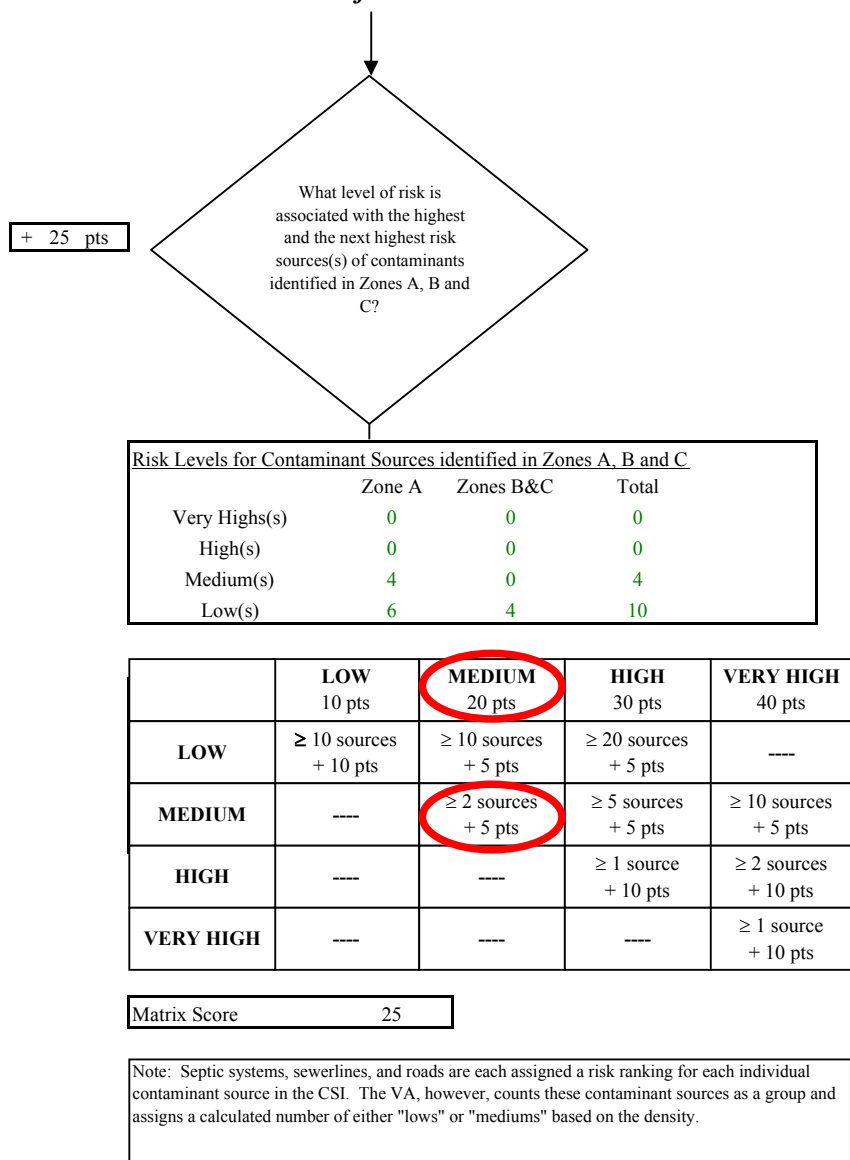 What level of risk is
associated with the highest
and the next highest risk
sources(s) of contaminants
identified in Zones A, B and
C?
+ 25 pts
Risk Levels for Contaminant Sources identified in Zones A, B and C
Zone A Zones B&C Total
Very Highs(s) 0 0 0
High(s) 0 0 0
Medium(s) 4 0 4
Low(s) 6 4 10
LOW MEDIUM HIGH VERY HIGH
10 pts 20 pts 30 pts 40 pts
LOW ≥ 10 sources + 10 pts ≥ 10 sources + 5 pts ≥ 20 sources + 5 pts ----
MEDIUM ---- ≥ 2 sources + 5 pts ≥ 5 sources + 5 pts ≥ 10 sources + 5 pts
HIGH ---- ---- ≥ 1 source + 10 pts ≥ 2 sources + 10 pts
VERY HIGH ---- ---- ---- ≥ 1 source + 10 pts
Matrix Score 25
Note: Septic systems, sewerlines, and roads are each assigned a risk ranking for each individual
contaminant source in the CSI. The VA, however, counts these contaminant sources as a group and
assigns a calculated number of either "lows" or "mediums" based on the density.